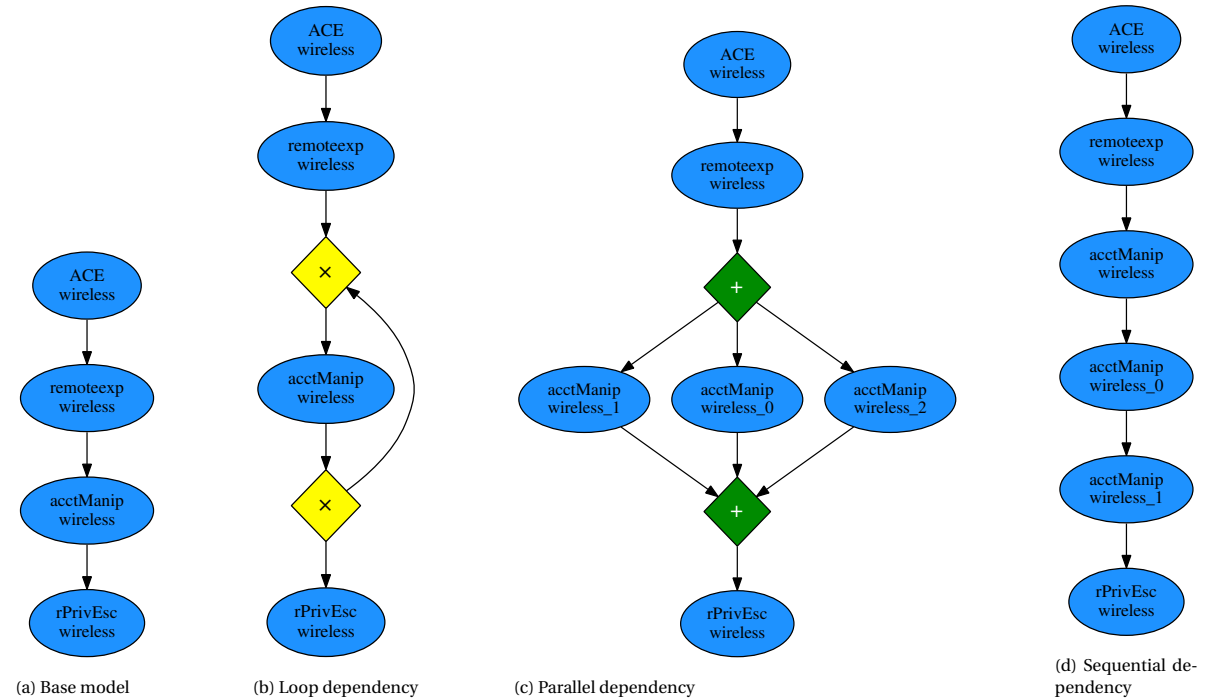 ACE
wireless
remoteexp
wireless
acctManip
wireless
rPrivEsc
wireless
(a) Base model
ACE
wireless
remoteexp
wireless
×
acctManip
wireless
×
rPrivEsc
wireless
(b) Loop dependency
ACE
wireless
remoteexp
wireless
+
acctManip
wireless_1
acctManip
wireless_0
acctManip
wireless_2
+
rPrivEsc
wireless
(c) Parallel dependency
ACE
wireless
remoteexp
wireless
acctManip
wireless
acctManip
wireless_0
acctManip
wireless_1
rPrivEsc
wireless
(d) Sequential de-
pendency